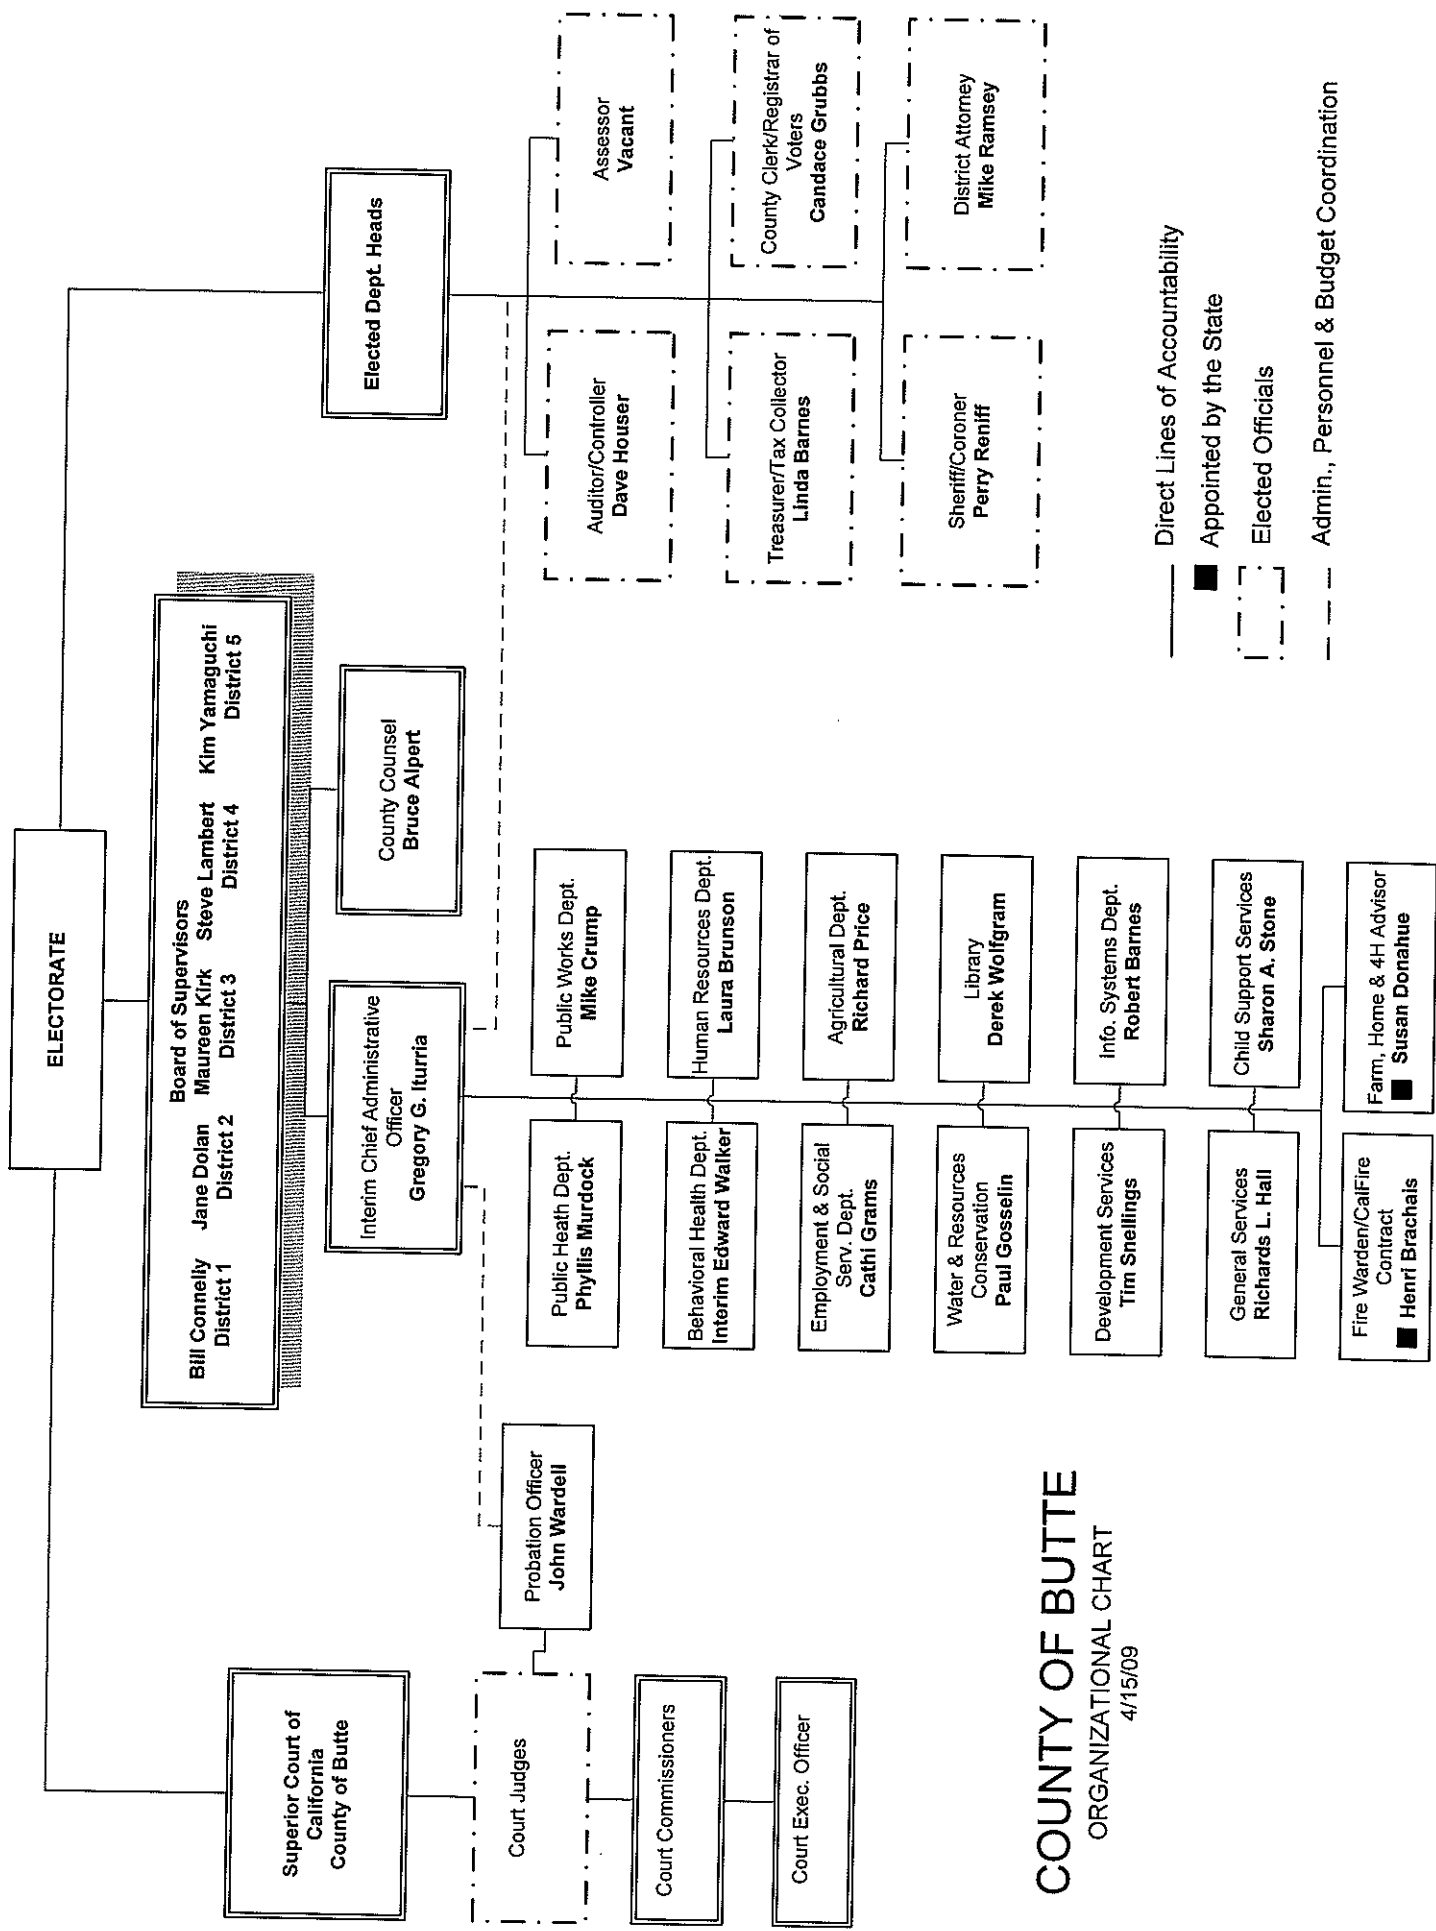 ELECTORATE
Superior Court of
California
County of Butte
Board of Supervisors
Bill Connelly Jane Dolan Maureen Kirk Steve Lambert Kim Yamaguchi
District 1 District 2 District 3 District 4 District 5
Elected Dept. Heads
Interim Chief Administrative
Officer
Gregory G. Iturria
County Counsel
Bruce Alpert
Court Judges
Probation Officer
John Wardell
Court Commissioners
Court Exec. Officer
Public Heath Dept.
Phyllis Murdock
Public Works Dept.
Mike Crump
Behavioral Health Dept.
Interim Edward Walker
Human Resources Dept.
Laura Brunson
Employment & Social
Serv. Dept.
Cathi Grams
Agricultural Dept.
Richard Price
Water & Resources
Conservation
Paul Gosselin
Library
Derek Wolfgram
Development Services
Tim Snellings
Info. Systems Dept.
Robert Barnes
General Services
Richards L. Hall
Child Support Services
Sharon A. Stone
Fire Warden/CalFire
Contract
Henri Brachais
Farm, Home & 4H Advisor
Susan Donahue
Auditor/Controller
Dave Houser
Assessor
Vacant
Treasurer/Tax Collector
Linda Barnes
County Clerk/Registrar of
Voters
Candace Grubbs
Sheriff/Coroner
Perry Reniff
District Attorney
Mike Ramsey
Direct Lines of Accountability
Appointed by the State
Elected Officials
Admin., Personnel & Budget Coordination
COUNTY OF BUTTE
ORGANIZATIONAL CHART
4/15/09